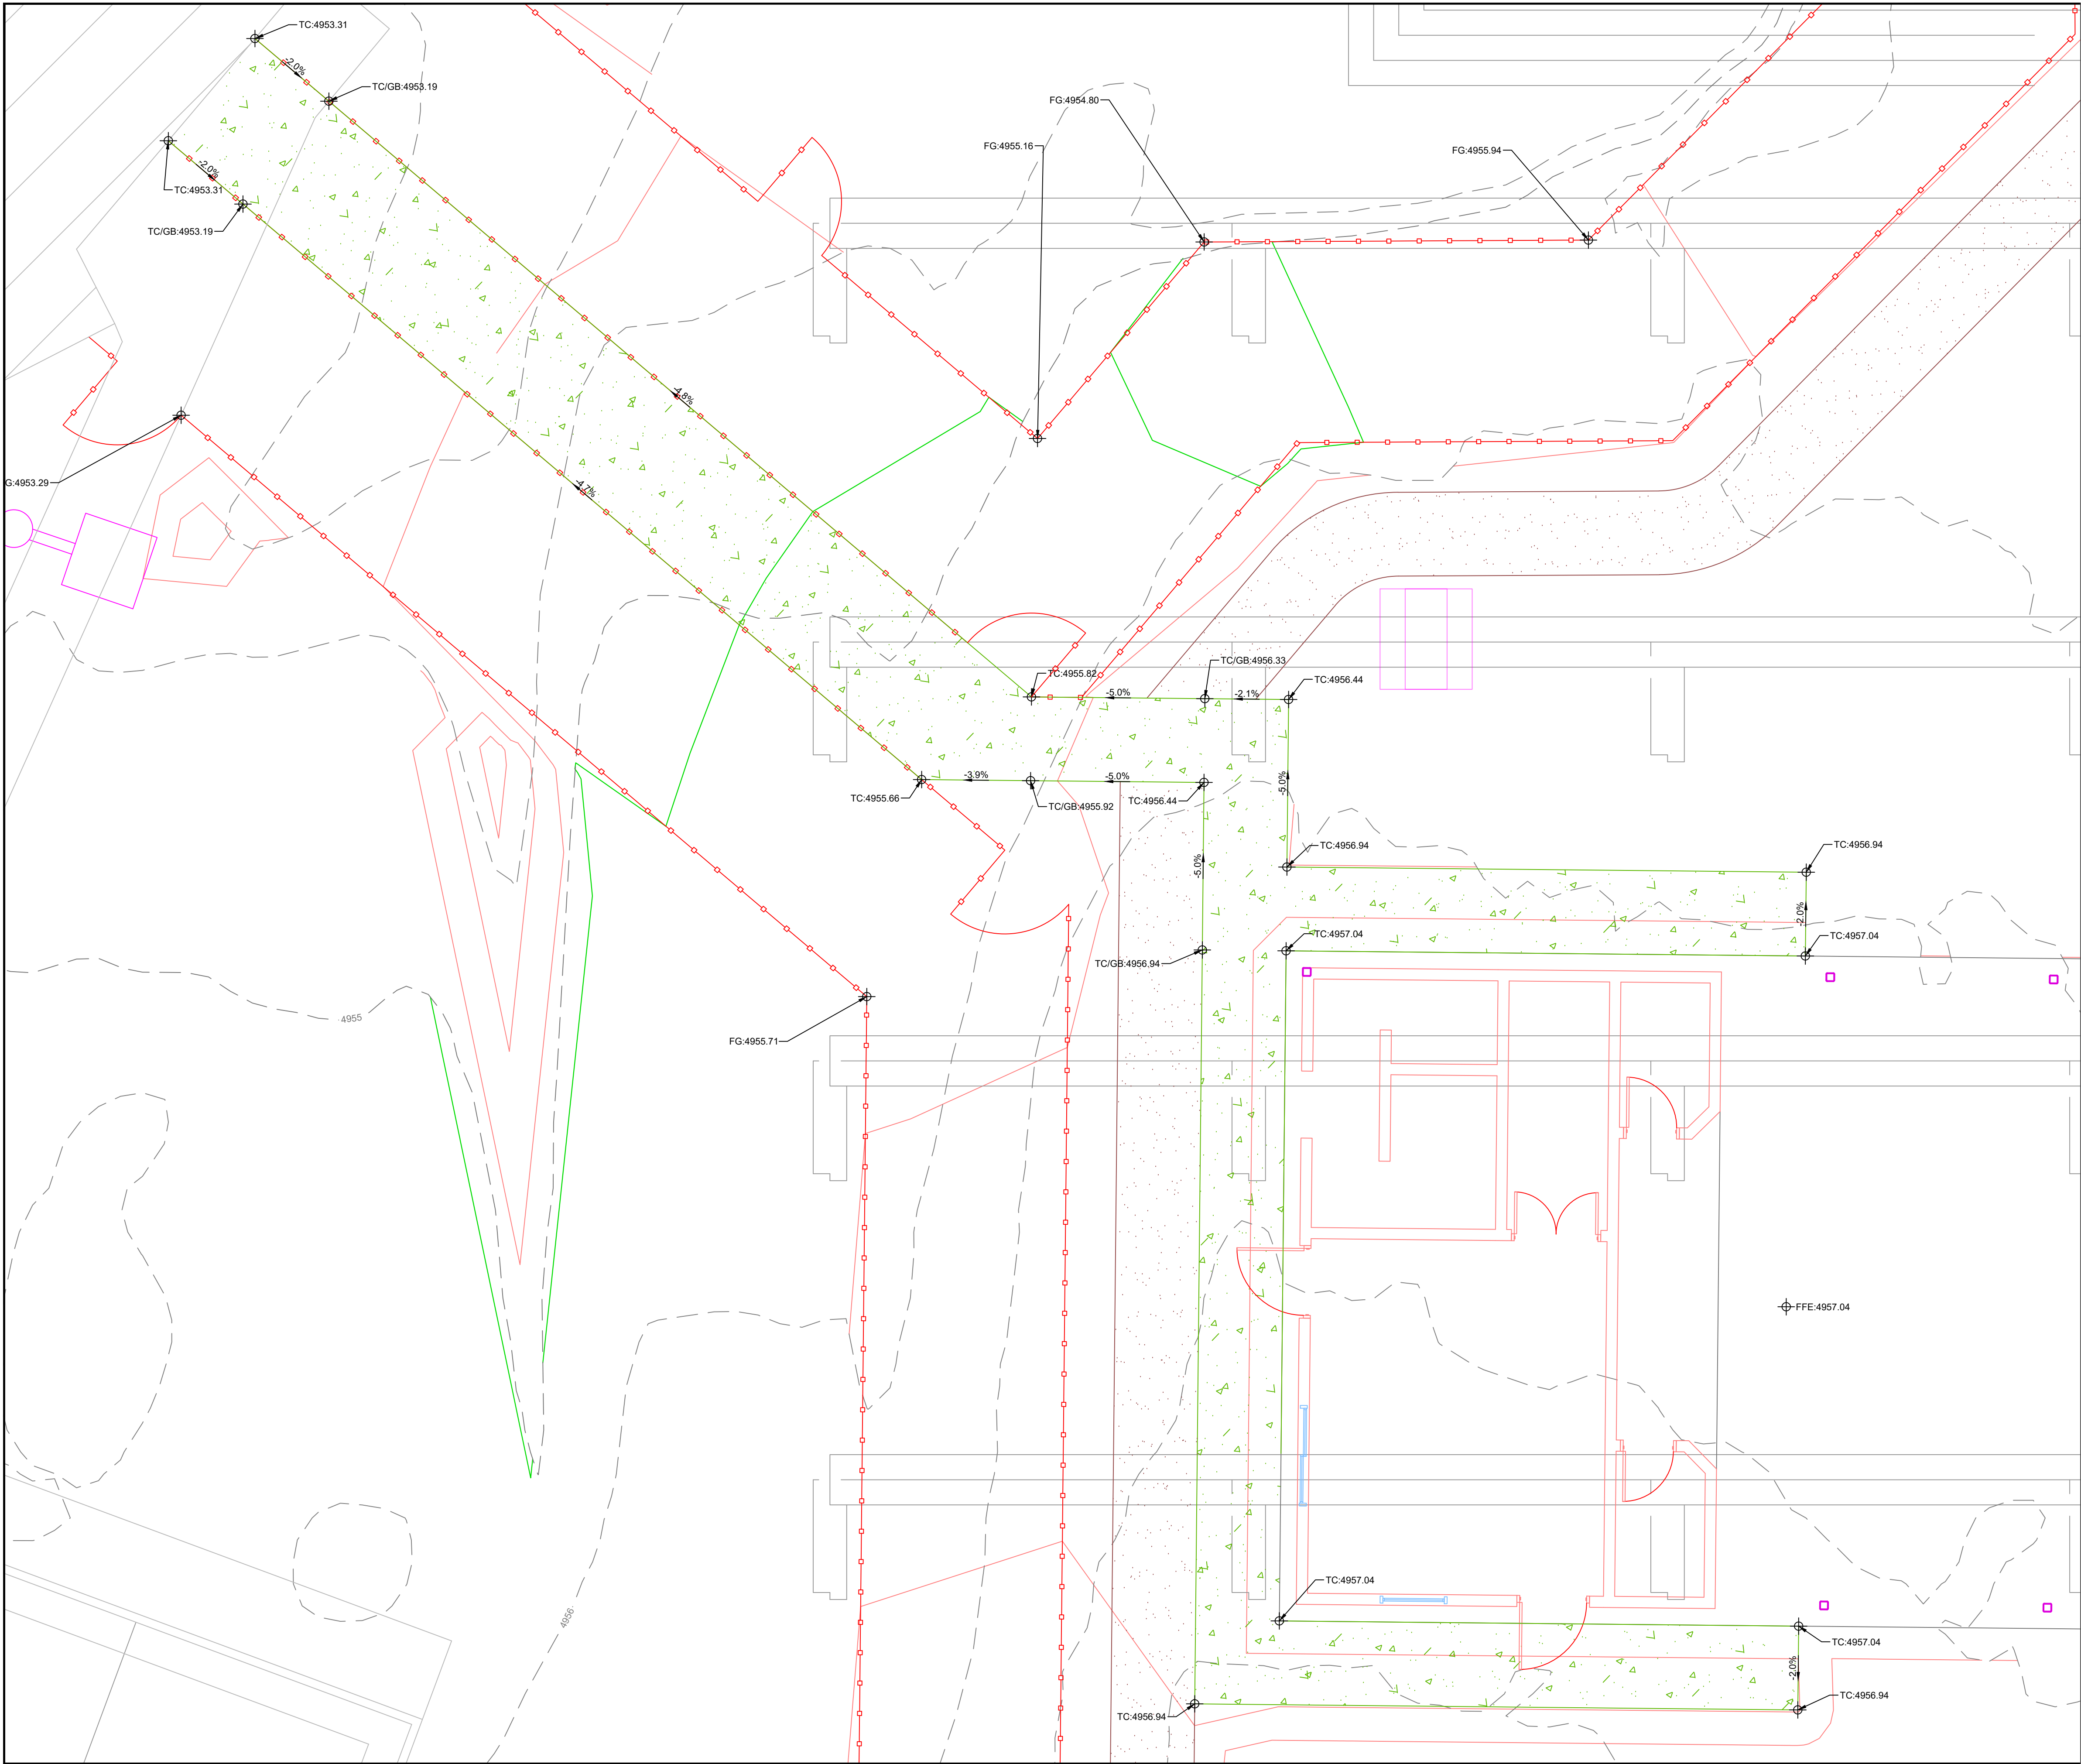 TC:4953.31
-2.0%
TC/GB:4953.19
FG:4954.80
FG:4955.16
FG:4955.94
-2.0%
TC:4953.31
TC/GB:4953.19
-4.8%
G:4953.29
-4.7%
TC/GB:4956.33
TC:4955.82
TC:4956.44
-5.0%
-2.1%
-3.9%
-5.0%
-5.0%
TC:4955.66
TC/GB:4955.92
TC:4956.44
TC:4956.94
TC:4956.94
-5.0%
-2.0%
TC:4957.04
TC:4957.04
TC/GB:4956.94
4955
FG:4955.71
FFE:4957.04
TC:4957.04
4956
TC:4957.04
-2.0%
TC:4956.94
TC:4956.94